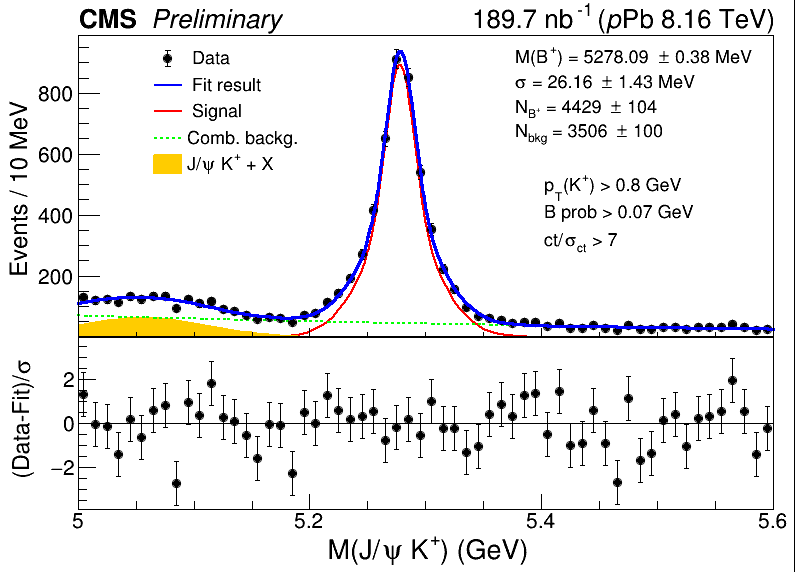 CMS Preliminary
189.7 nb⁻¹ (pPb 8.16 TeV)
Data
Fit result
Signal
Comb. backg.
J/ψ K⁺ + X
M(B⁺) = 5278.09 ± 0.38 MeV
σ = 26.16 ± 1.43 MeV
N_B⁺ = 4429 ± 104
N_bkg = 3506 ± 100
p_T(K⁺) > 0.8 GeV
B prob > 0.07 GeV
ct/σ_ct > 7
Events / 10 MeV
800
600
400
200
(Data-Fit)/σ
2
0
−2
5
5.2
5.4
5.6
M(J/ψ K⁺) (GeV)